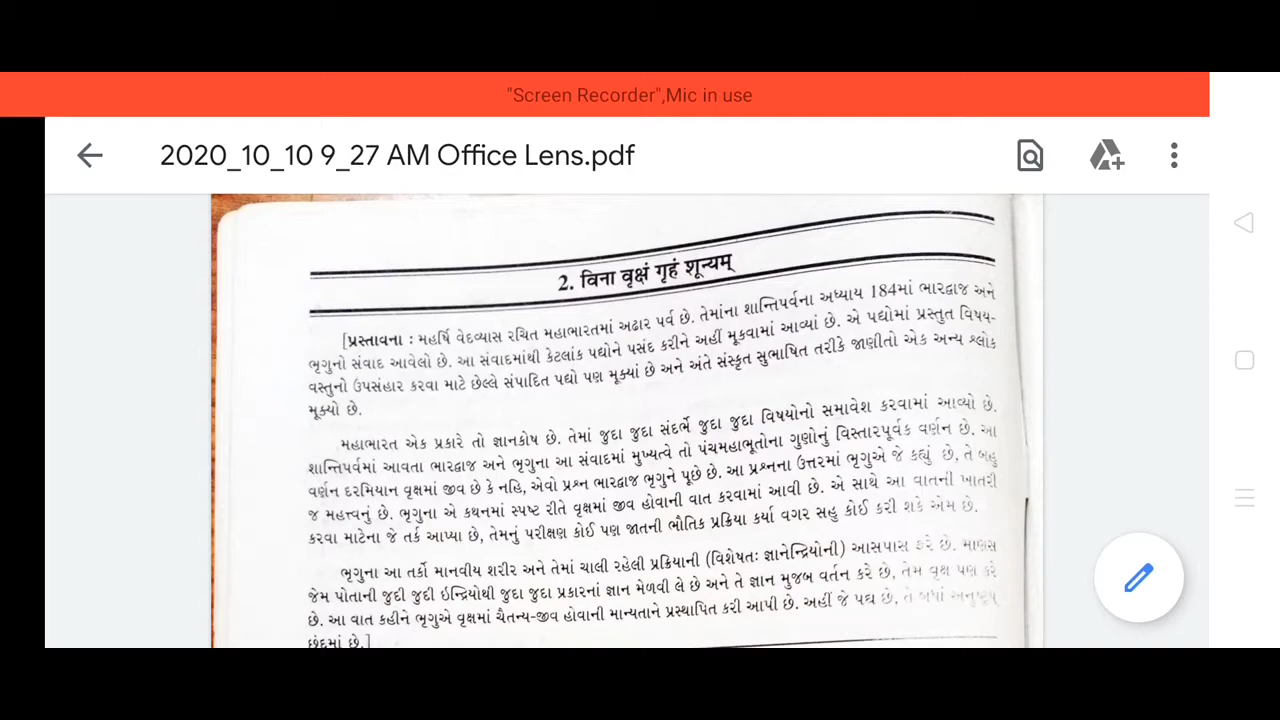 "Screen Recorder",Mic in use
2020_10_10 9_27 AM Office Lens.pdf
2. विना वृक्षं गृहं शून्यम्
[પ્રસ્તાવના : મહર્ષિ વેદવ્યાસ રચિત મહાભારતમાં અઢાર પર્વ છે. તેમાંના શાન્તિપર્વના અધ્યાય 184માં ભારદ્વાજ અને
ભૃગુનો સંવાદ આવેલો છે. આ સંવાદમાંથી કેટલાંક પદ્યોને પસંદ કરીને અહીં મૂકવામાં આવ્યાં છે. એ પદ્યોમાં પ્રસ્તુત વિષય-
વસ્તુનો ઉપસંહાર કરવા માટે છેલ્લે સંપાદિત પદ્યો પણ મૂક્યાં છે અને અંતે સંસ્કૃત સુભાષિત તરીકે જાણીતો એક અન્ય શ્લોક
મૂક્યો છે.
મહાભારત એક પ્રકારે તો જ્ઞાનકોષ છે. તેમાં જુદા જુદા સંદર્ભે જુદા જુદા વિષયોનો સમાવેશ કરવામાં આવ્યો છે.
શાન્તિપર્વમાં આવતા ભારદ્વાજ અને ભૃગુના આ સંવાદમાં મુખ્યત્વે તો પંચમહાભૂતોના ગુણોનું વિસ્તારપૂર્વક વર્ણન છે. આ
વર્ણન દરમિયાન વૃક્ષમાં જીવ છે કે નહિ, એવો પ્રશ્ન ભારદ્વાજ ભૃગુને પૂછે છે. આ પ્રશ્નના ઉત્તરમાં ભૃગુએ જે કહ્યું છે, તે બહુ
જ મહત્ત્વનું છે. ભૃગુના એ કથનમાં સ્પષ્ટ રીતે વૃક્ષમાં જીવ હોવાની વાત કરવામાં આવી છે. એ સાથે આ વાતની ખાતરી
કરવા માટેના જે તર્ક આપ્યા છે, તેમનું પરીક્ષણ કોઈ પણ જાતની ભૌતિક પ્રક્રિયા કર્યા વગર સહુ કોઈ કરી શકે એમ છે.
ભૃગુના આ તર્કો માનવીય શરીર અને તેમાં ચાલી રહેલી પ્રક્રિયાની (વિશેષતઃ જ્ઞાનેન્દ્રિયોની) આસપાસ ફરે છે. માણસ
જેમ પોતાની જુદી જુદી ઇન્દ્રિયોથી જુદા જુદા પ્રકારનાં જ્ઞાન મેળવી લે છે અને તે જ્ઞાન મુજબ વર્તન કરે છે, તેમ વૃક્ષ પણ કરે
છે. આ વાત કહીને ભૃગુએ વૃક્ષમાં ચૈતન્ય-જીવ હોવાની માન્યતાને પ્રસ્થાપિત કરી આપી છે. અહીં જે પદ્ય છે, તે બધાં અનુષ્ટુપ
છંદમાં છે.]